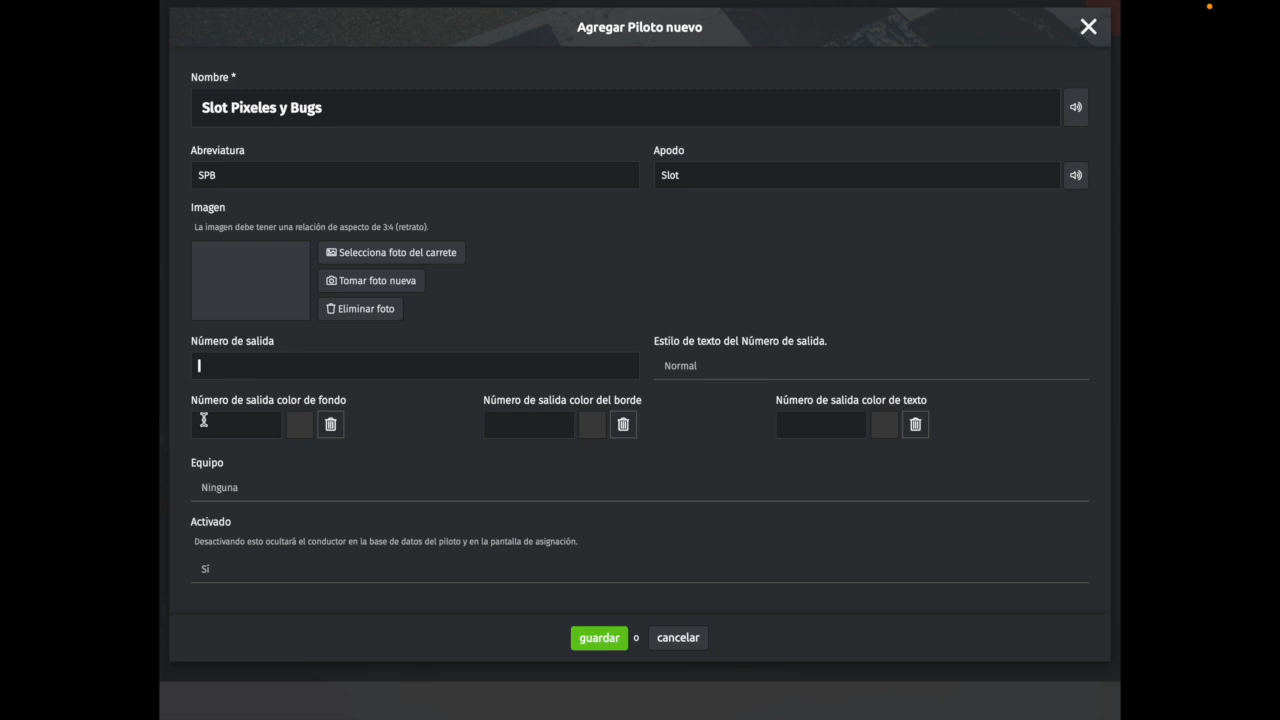 Agregar Piloto nuevo
Nombre *
Slot Pixeles y Bugs
Abreviatura
Apodo
SPB
Slot
Imagen
La imagen debe tener una relación de aspecto de 3:4 (retrato).
Selecciona foto del carrete
Tomar foto nueva
Eliminar foto
Número de salida
Estilo de texto del Número de salida.
Normal
Número de salida color de fondo
Número de salida color del borde
Número de salida color de texto
Equipo
Ninguna
Activado
Desactivando esto ocultará el conductor en la base de datos del piloto y en la pantalla de asignación.
Sí
guardar o cancelar